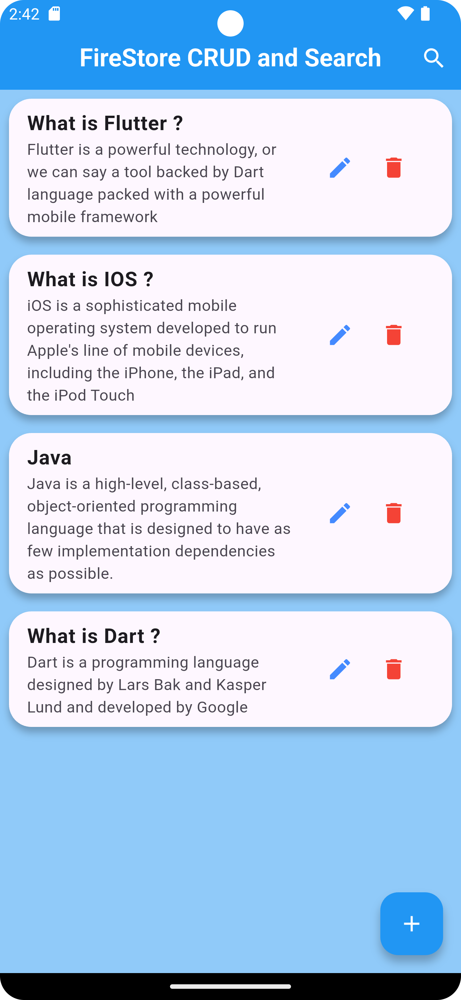 2:42
FireStore CRUD and Search
What is Flutter ?
Flutter is a powerful technology, or
we can say a tool backed by Dart
language packed with a powerful
mobile framework
What is IOS ?
iOS is a sophisticated mobile
operating system developed to run
Apple's line of mobile devices,
including the iPhone, the iPad, and
the iPod Touch
Java
Java is a high-level, class-based,
object-oriented programming
language that is designed to have as
few implementation dependencies
as possible.
What is Dart ?
Dart is a programming language
designed by Lars Bak and Kasper
Lund and developed by Google